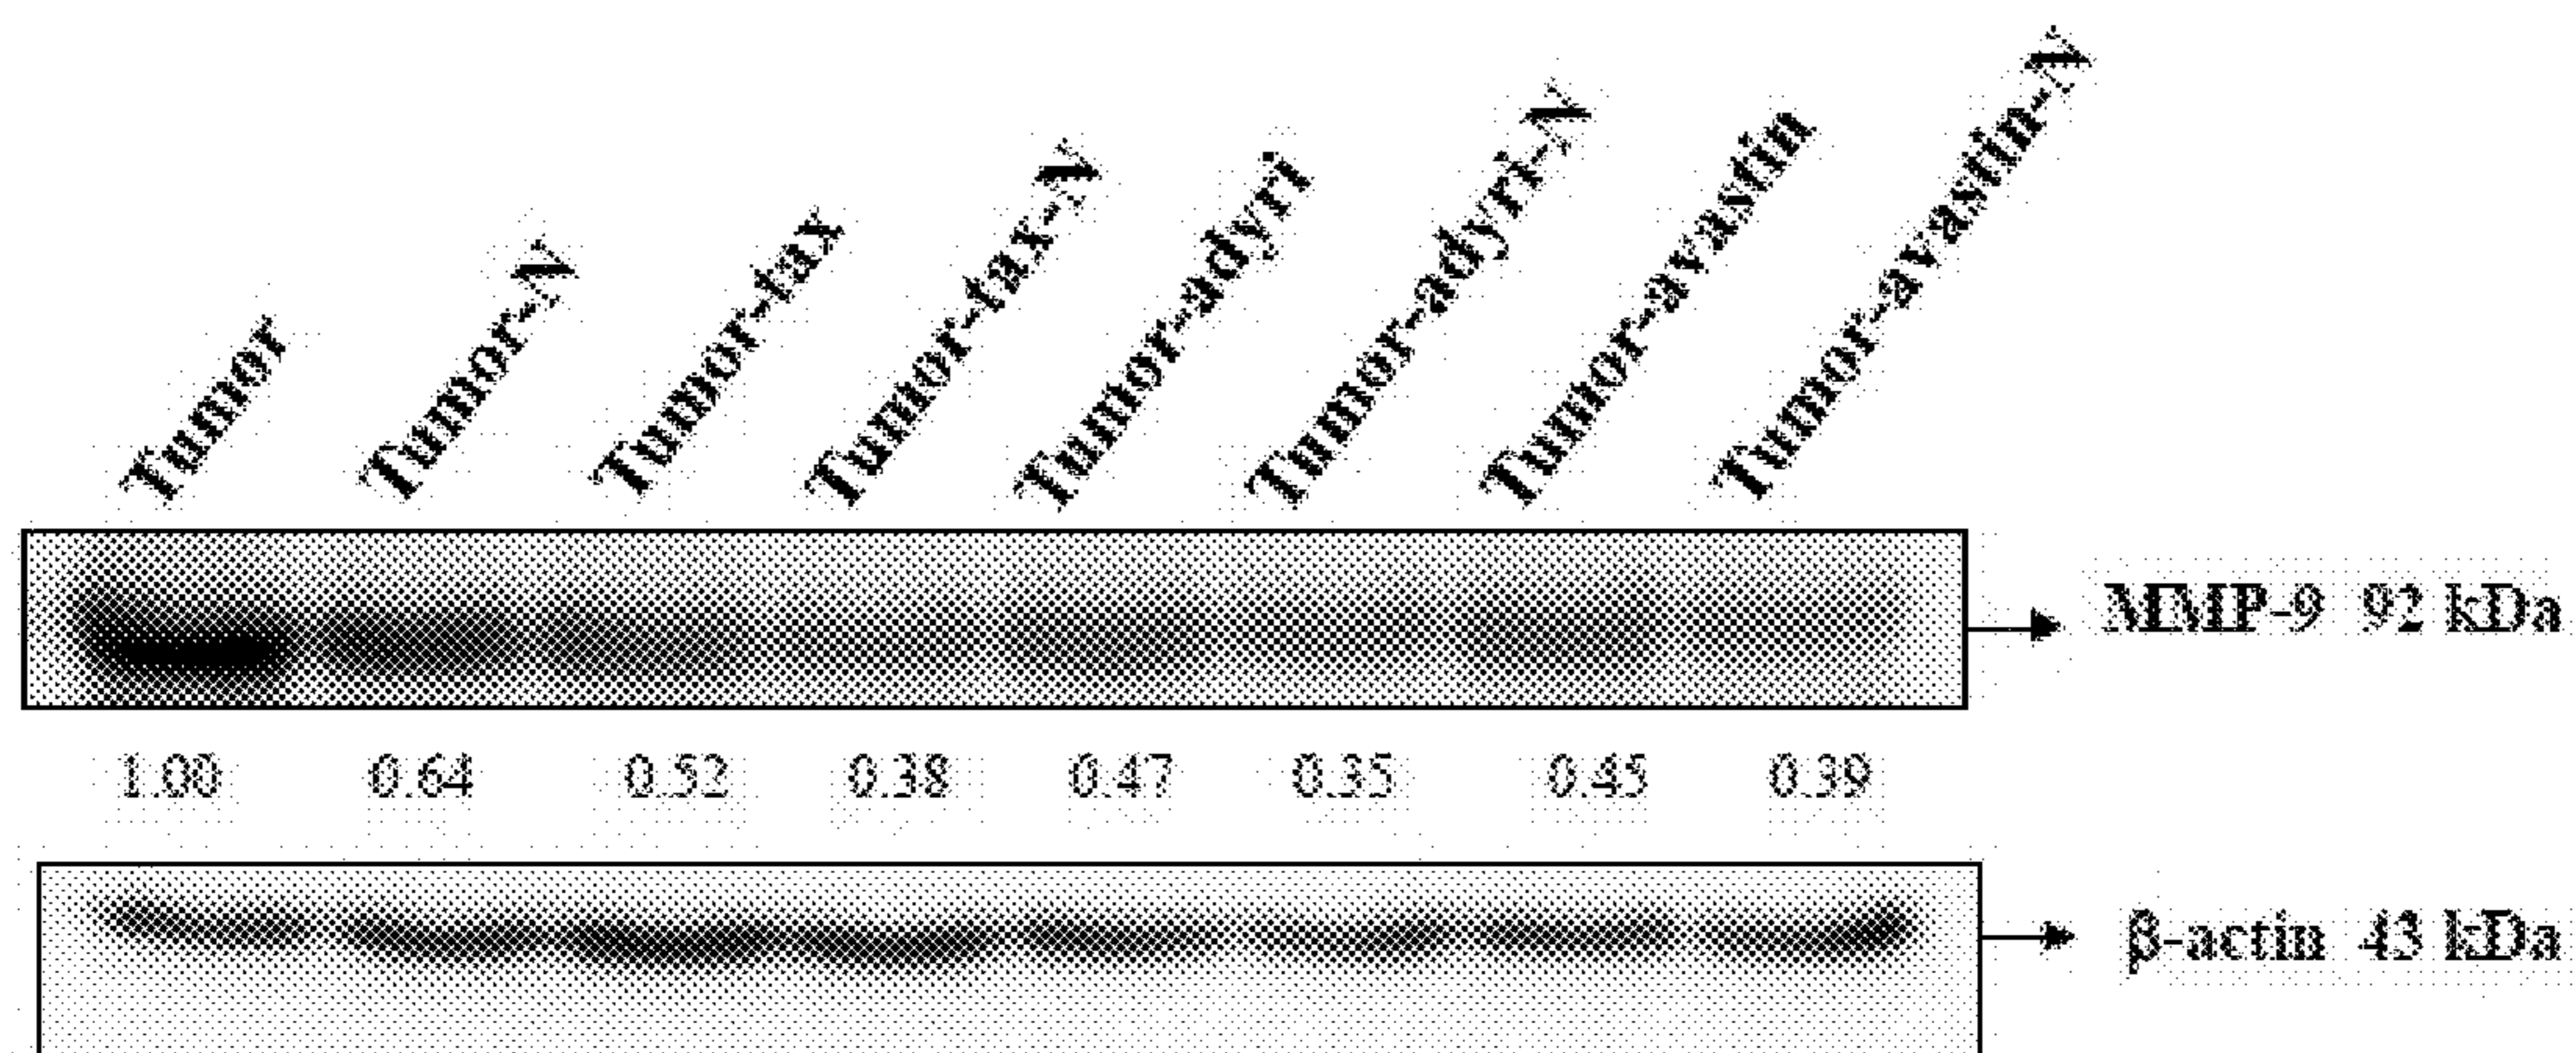 Tumor
Tumor-N
Tumor-tax
Tumor-tax-N
Tumor-adyri
Tumor-adyri-N
Tumor-avastin
Tumor-avastin-N
MMP-9 92 kDa
1.00 0.64 0.52 0.38 0.47 0.35 0.45 0.39
β-actin 43 kDa